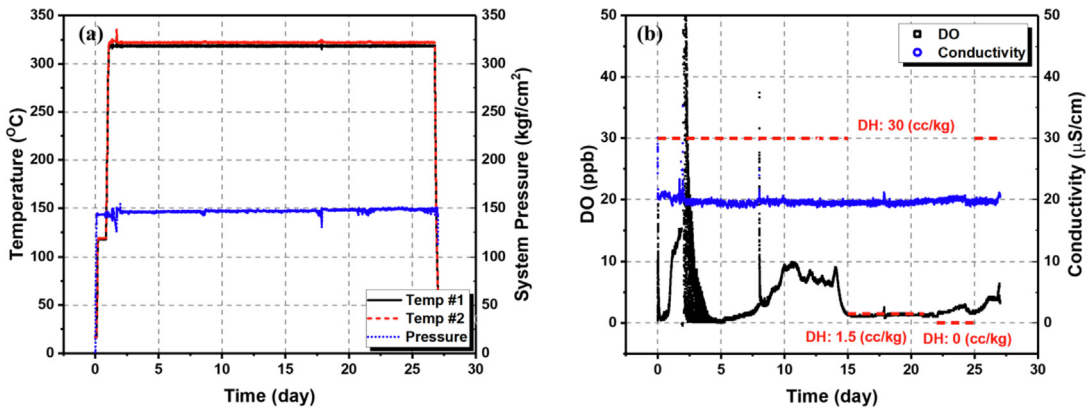 (a)
Temperature (°C)
350
300
250
200
150
100
50
0
350
300
250
200
150
100
50
0
System Pressure (kgf/cm²)
Temp #1
Temp #2
Pressure
-5 0 5 10 15 20 25 30
Time (day)
(b)
DO (ppb)
50
40
30
20
10
0
50
40
30
20
10
0
Conductivity (µS/cm)
DO
Conductivity
DH: 30 (cc/kg)
DH: 1.5 (cc/kg)
DH: 0 (cc/kg)
-5 0 5 10 15 20 25 30
Time (day)